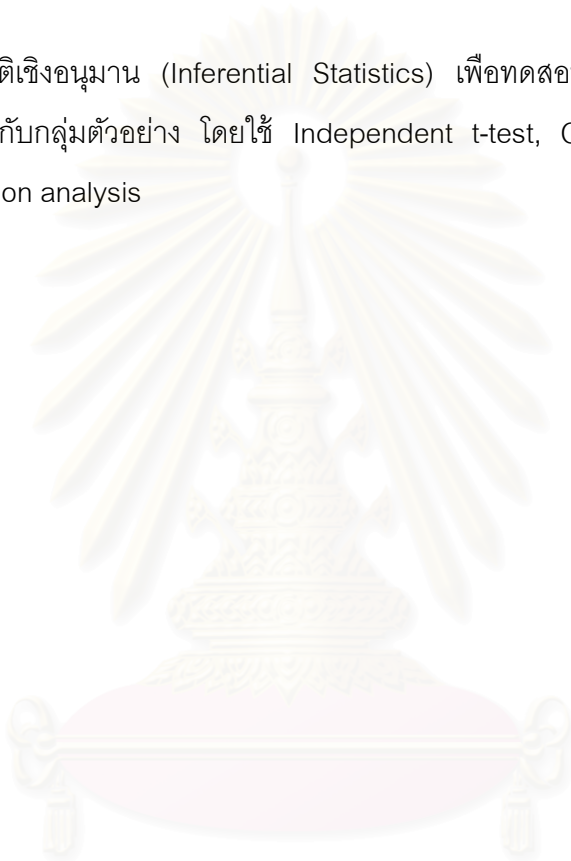 ติเชิงอนุมาน (Inferential Statistics) เพื่อทดสอ
กับกลุ่มตัวอย่าง โดยใช้ Independent t-test,
on analysis